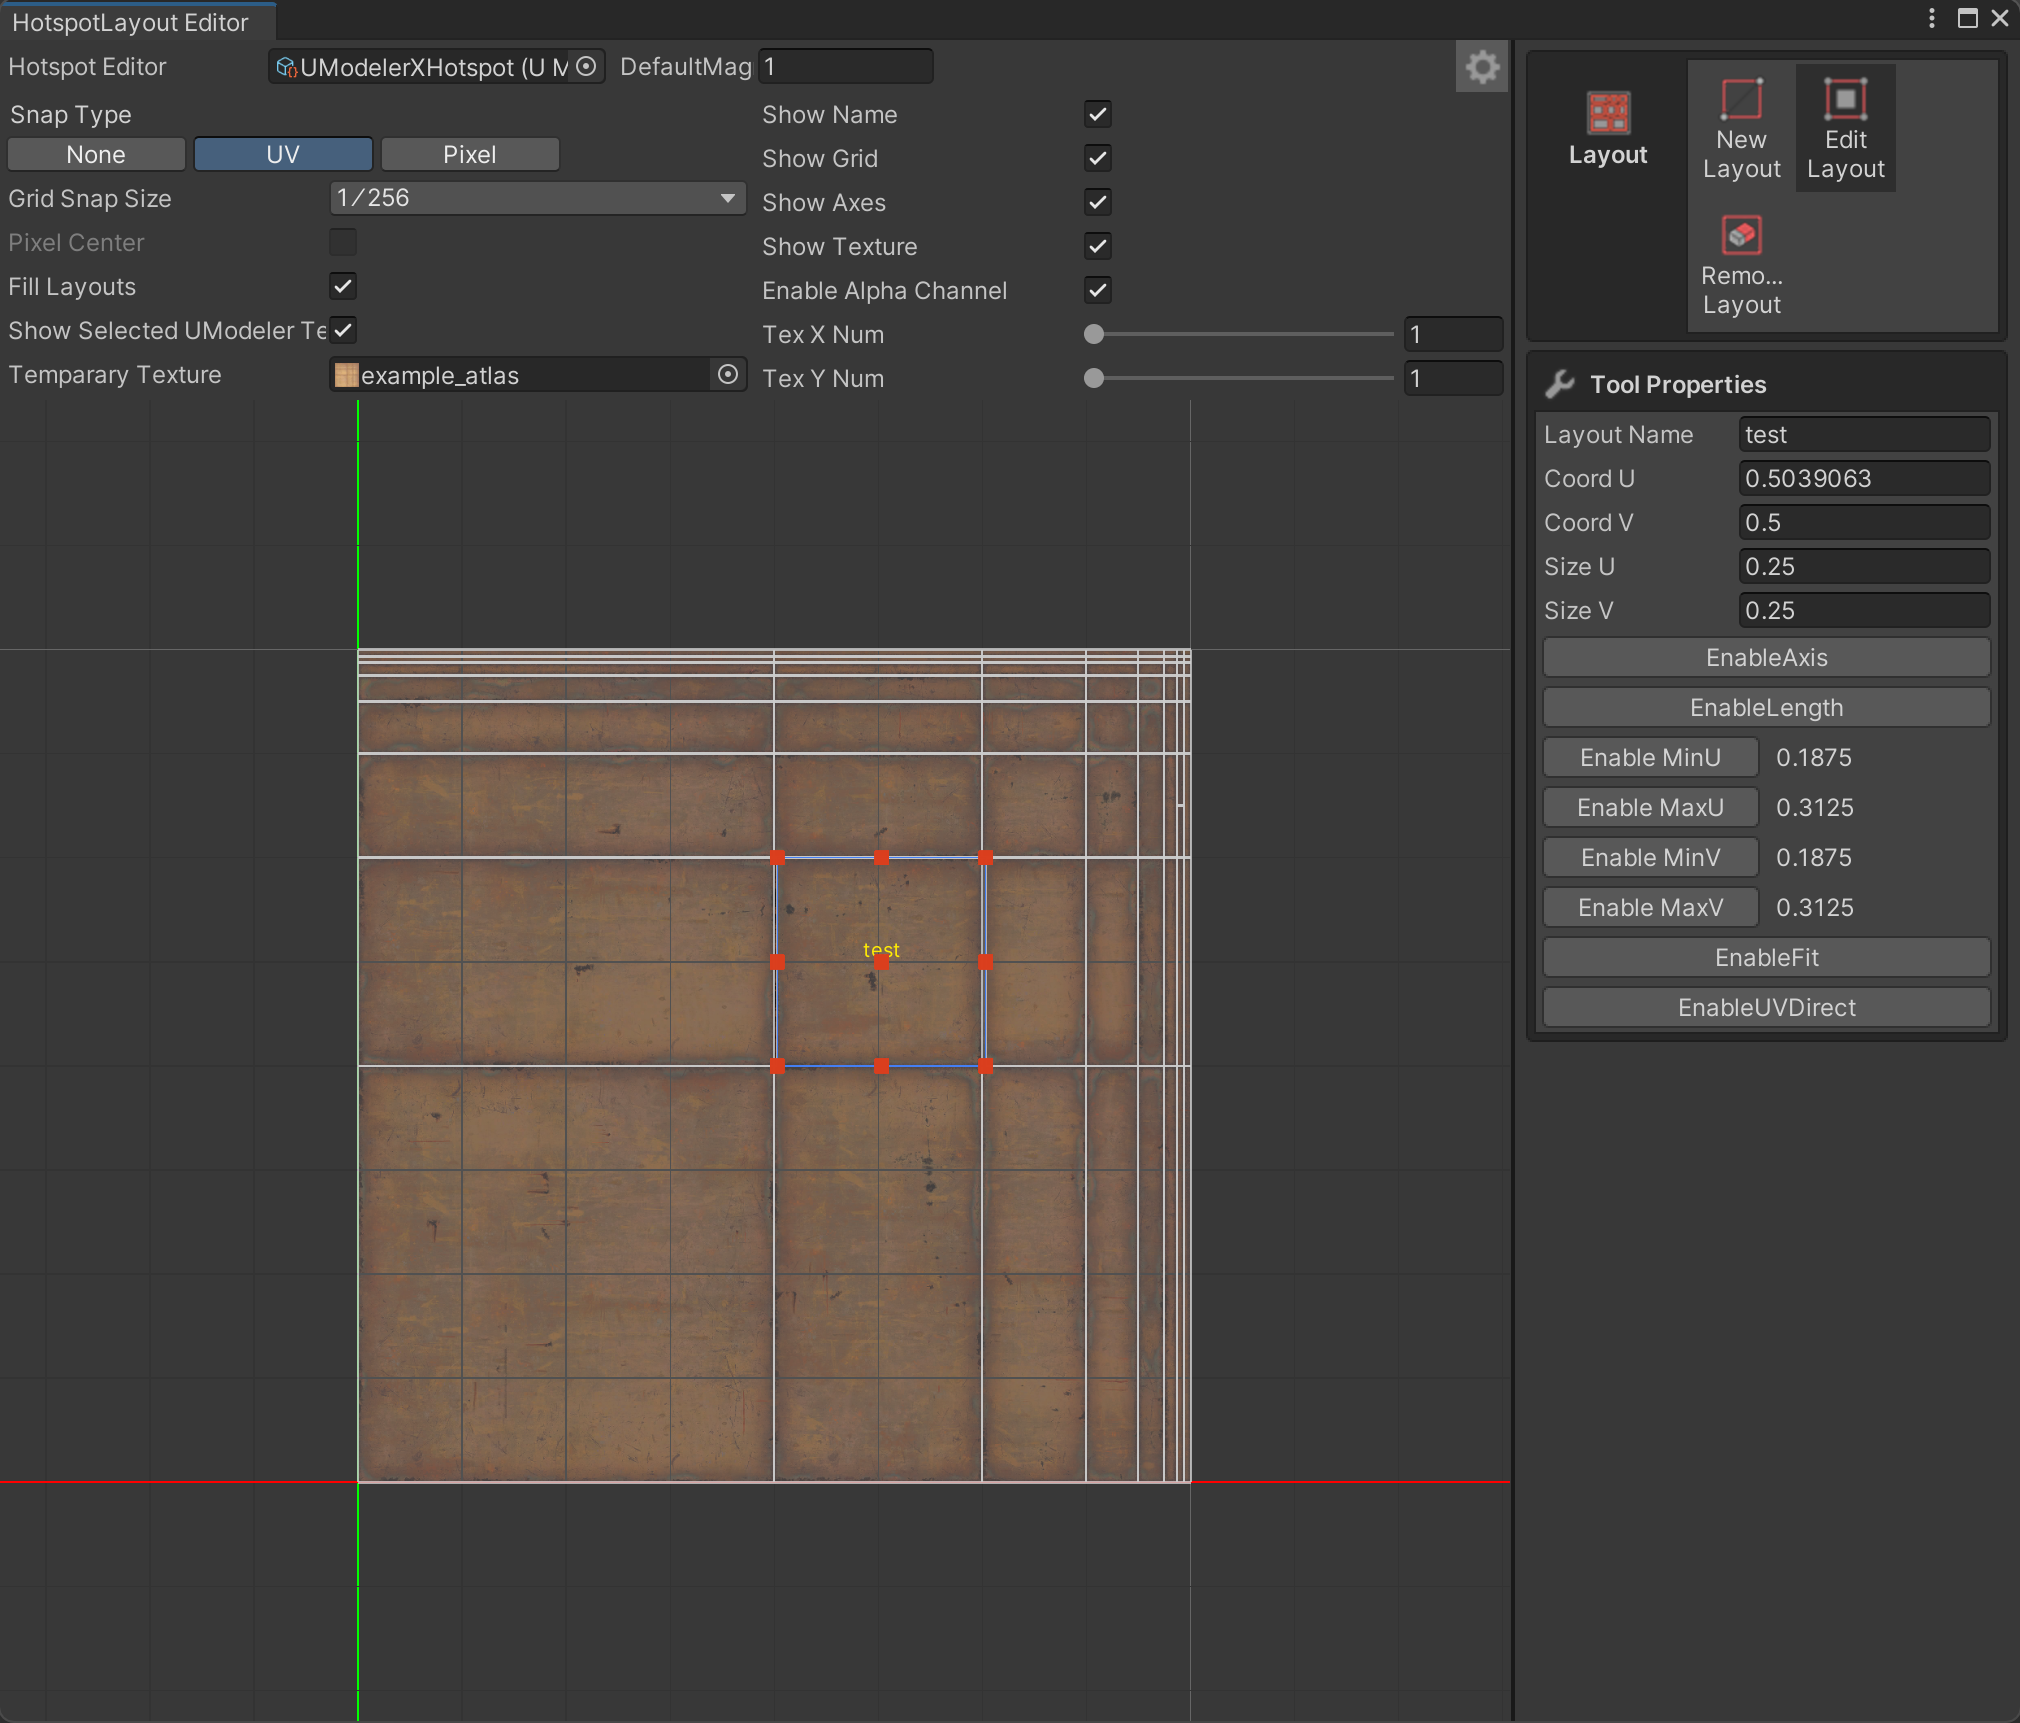 HotspotLayout Editor
Hotspot Editor
UModelerXHotspot (U M
DefaultMag
1
Snap Type
None
UV
Pixel
Grid Snap Size
1/256
Pixel Center
Fill Layouts
Show Selected UModeler Te
Temparary Texture
example_atlas
Show Name
Show Grid
Show Axes
Show Texture
Enable Alpha Channel
Tex X Num
1
Tex Y Num
1
test
Layout
New
Layout
Edit
Layout
Remo...
Layout
Tool Properties
Layout Name
test
Coord U
0.5039063
Coord V
0.5
Size U
0.25
Size V
0.25
EnableAxis
EnableLength
Enable MinU
0.1875
Enable MaxU
0.3125
Enable MinV
0.1875
Enable MaxV
0.3125
EnableFit
EnableUVDirect